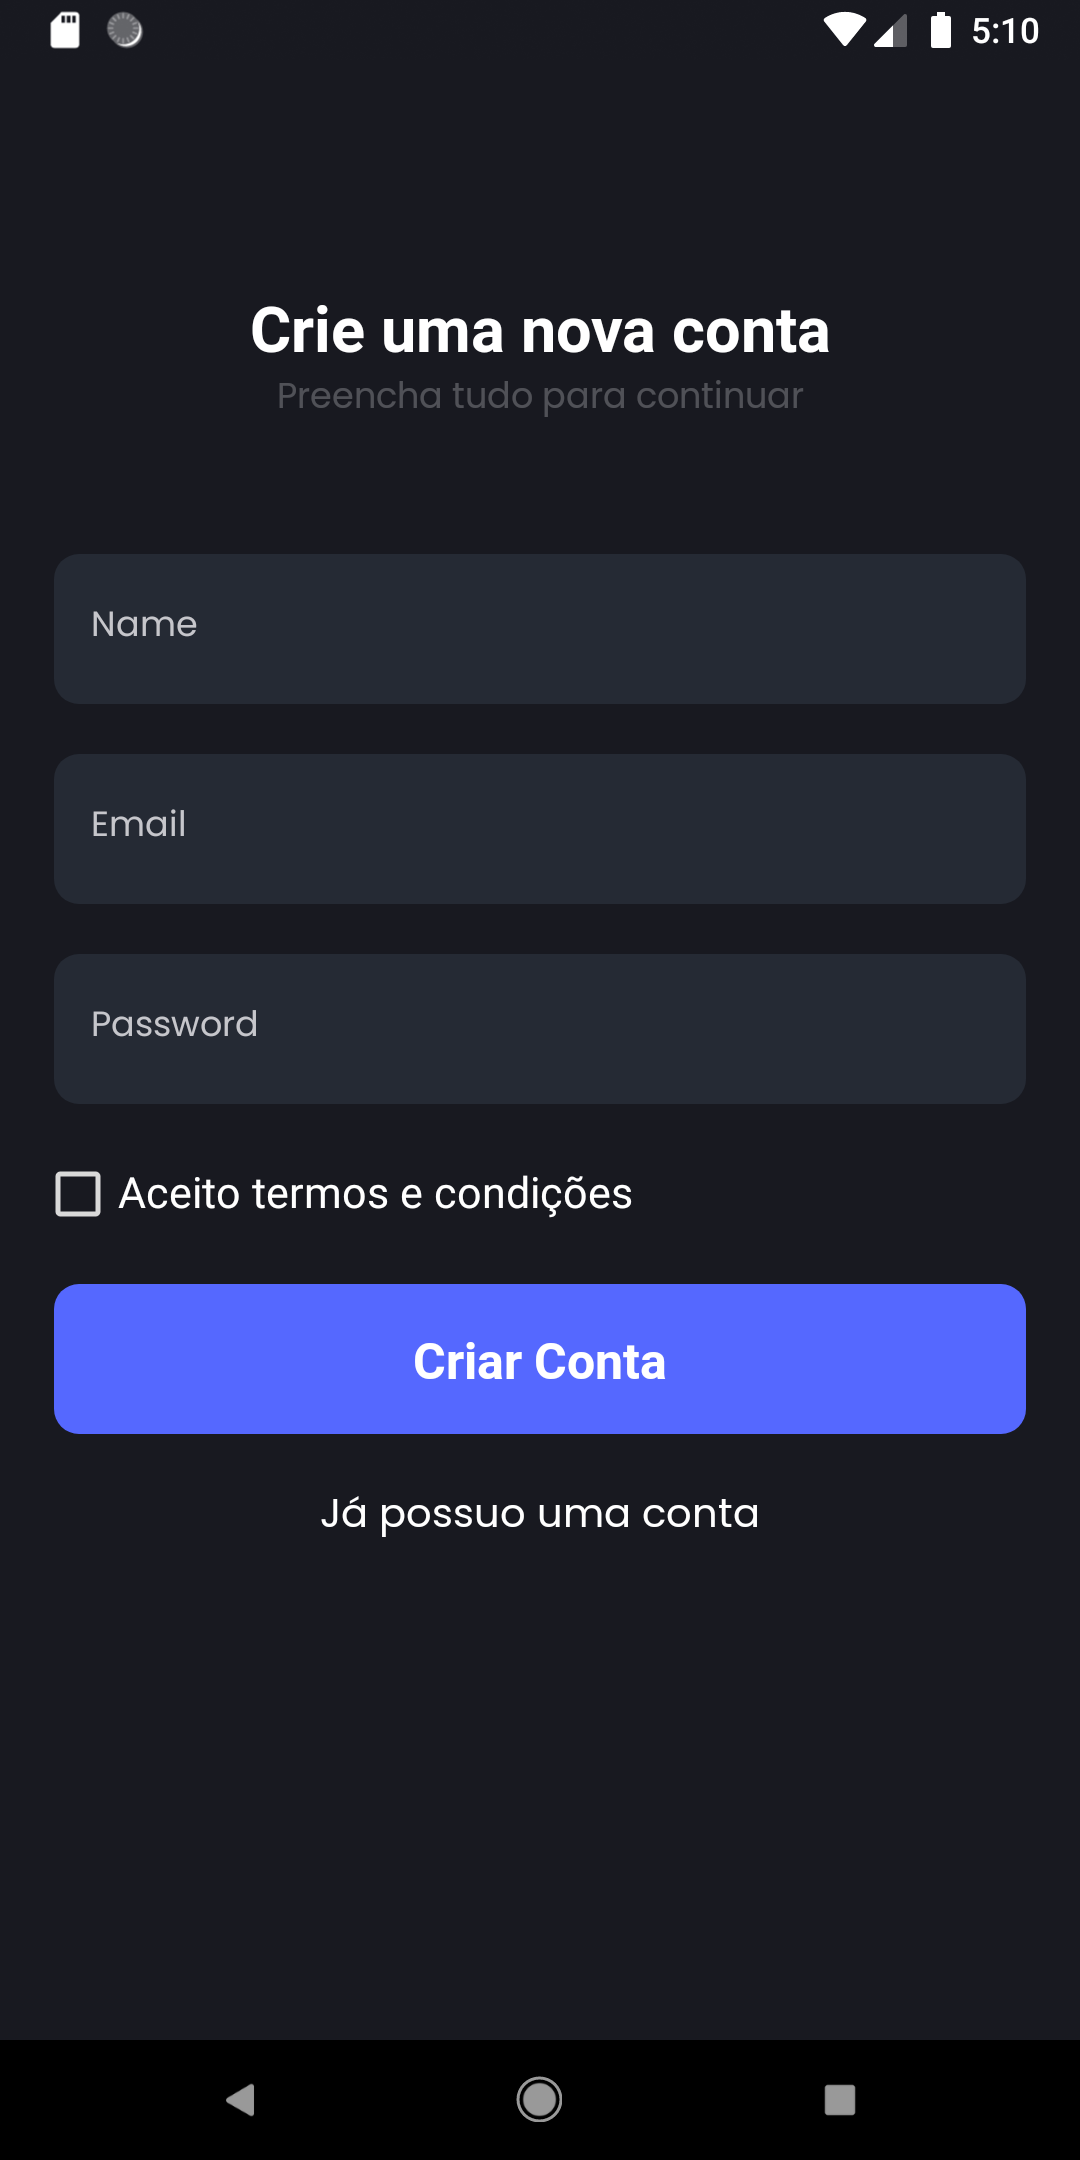 5:10
Crie uma nova conta
Preencha tudo para continuar
Name
Email
Password
Aceito termos e condições
Criar Conta
Já possuo uma conta